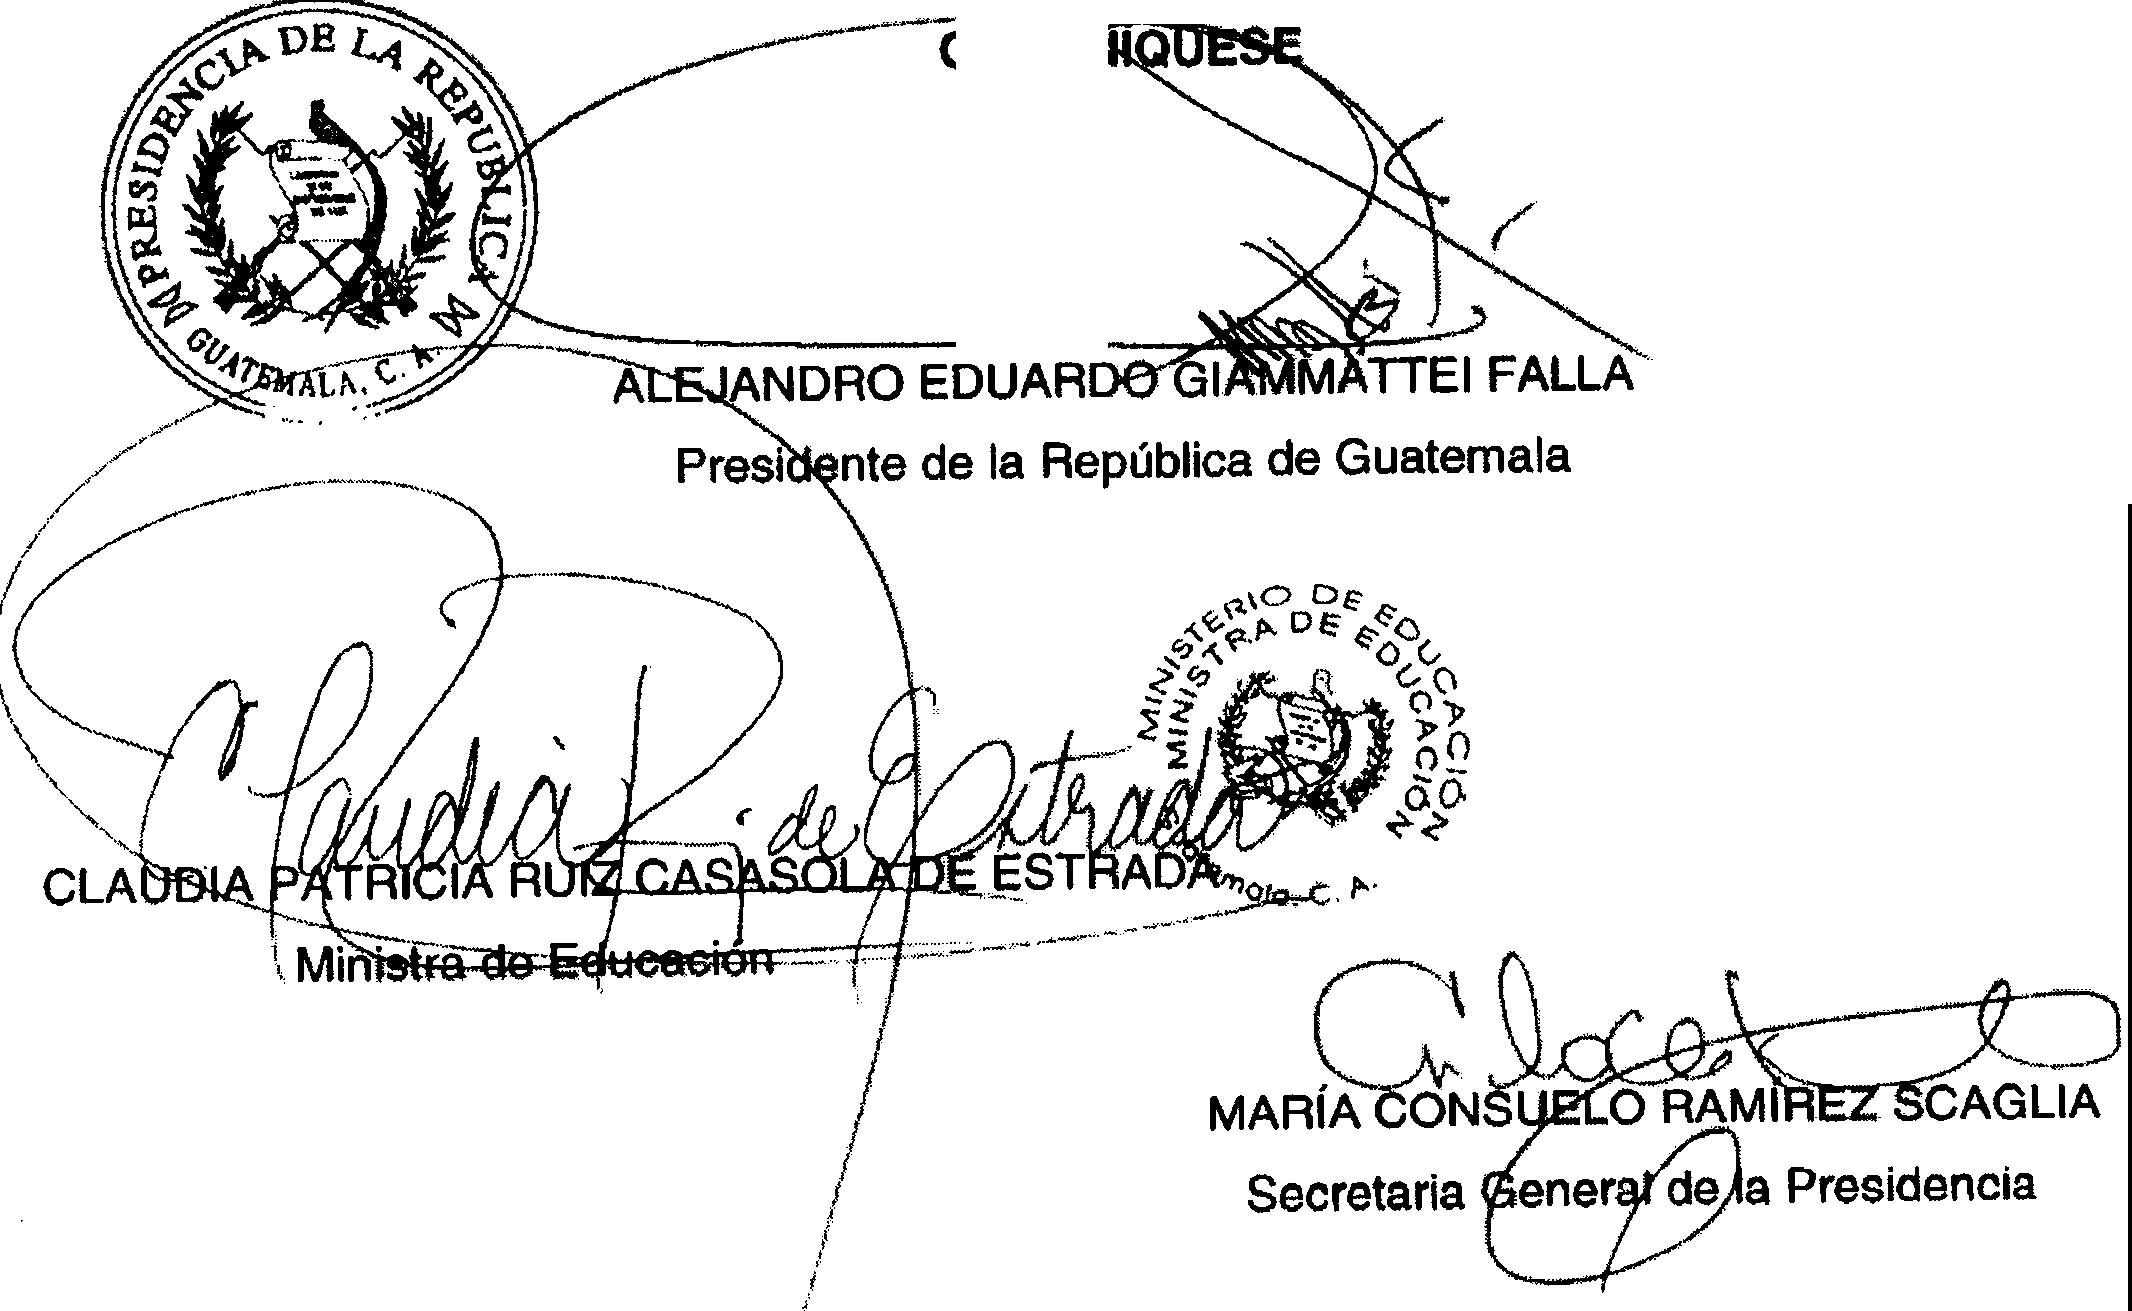 PRESIDENCIA DE LA REPUBLICA
GUATEMALA, C. A.
IQUESE
ALEJANDRO EDUARDO GIAMMATTEI FALLA
Presidente de la República de Guatemala
MINISTERIO DE EDUCACIÓN
MINISTRA DE EDUCACIÓN
Claudia R. de Estrada
CLAUDIA PATRICIA RUIZ CASASOLA DE ESTRADA
C. A.
Ministra de Educación
MARÍA CONSUELO RAMÍREZ SCAGLIA
Secretaria General de la Presidencia